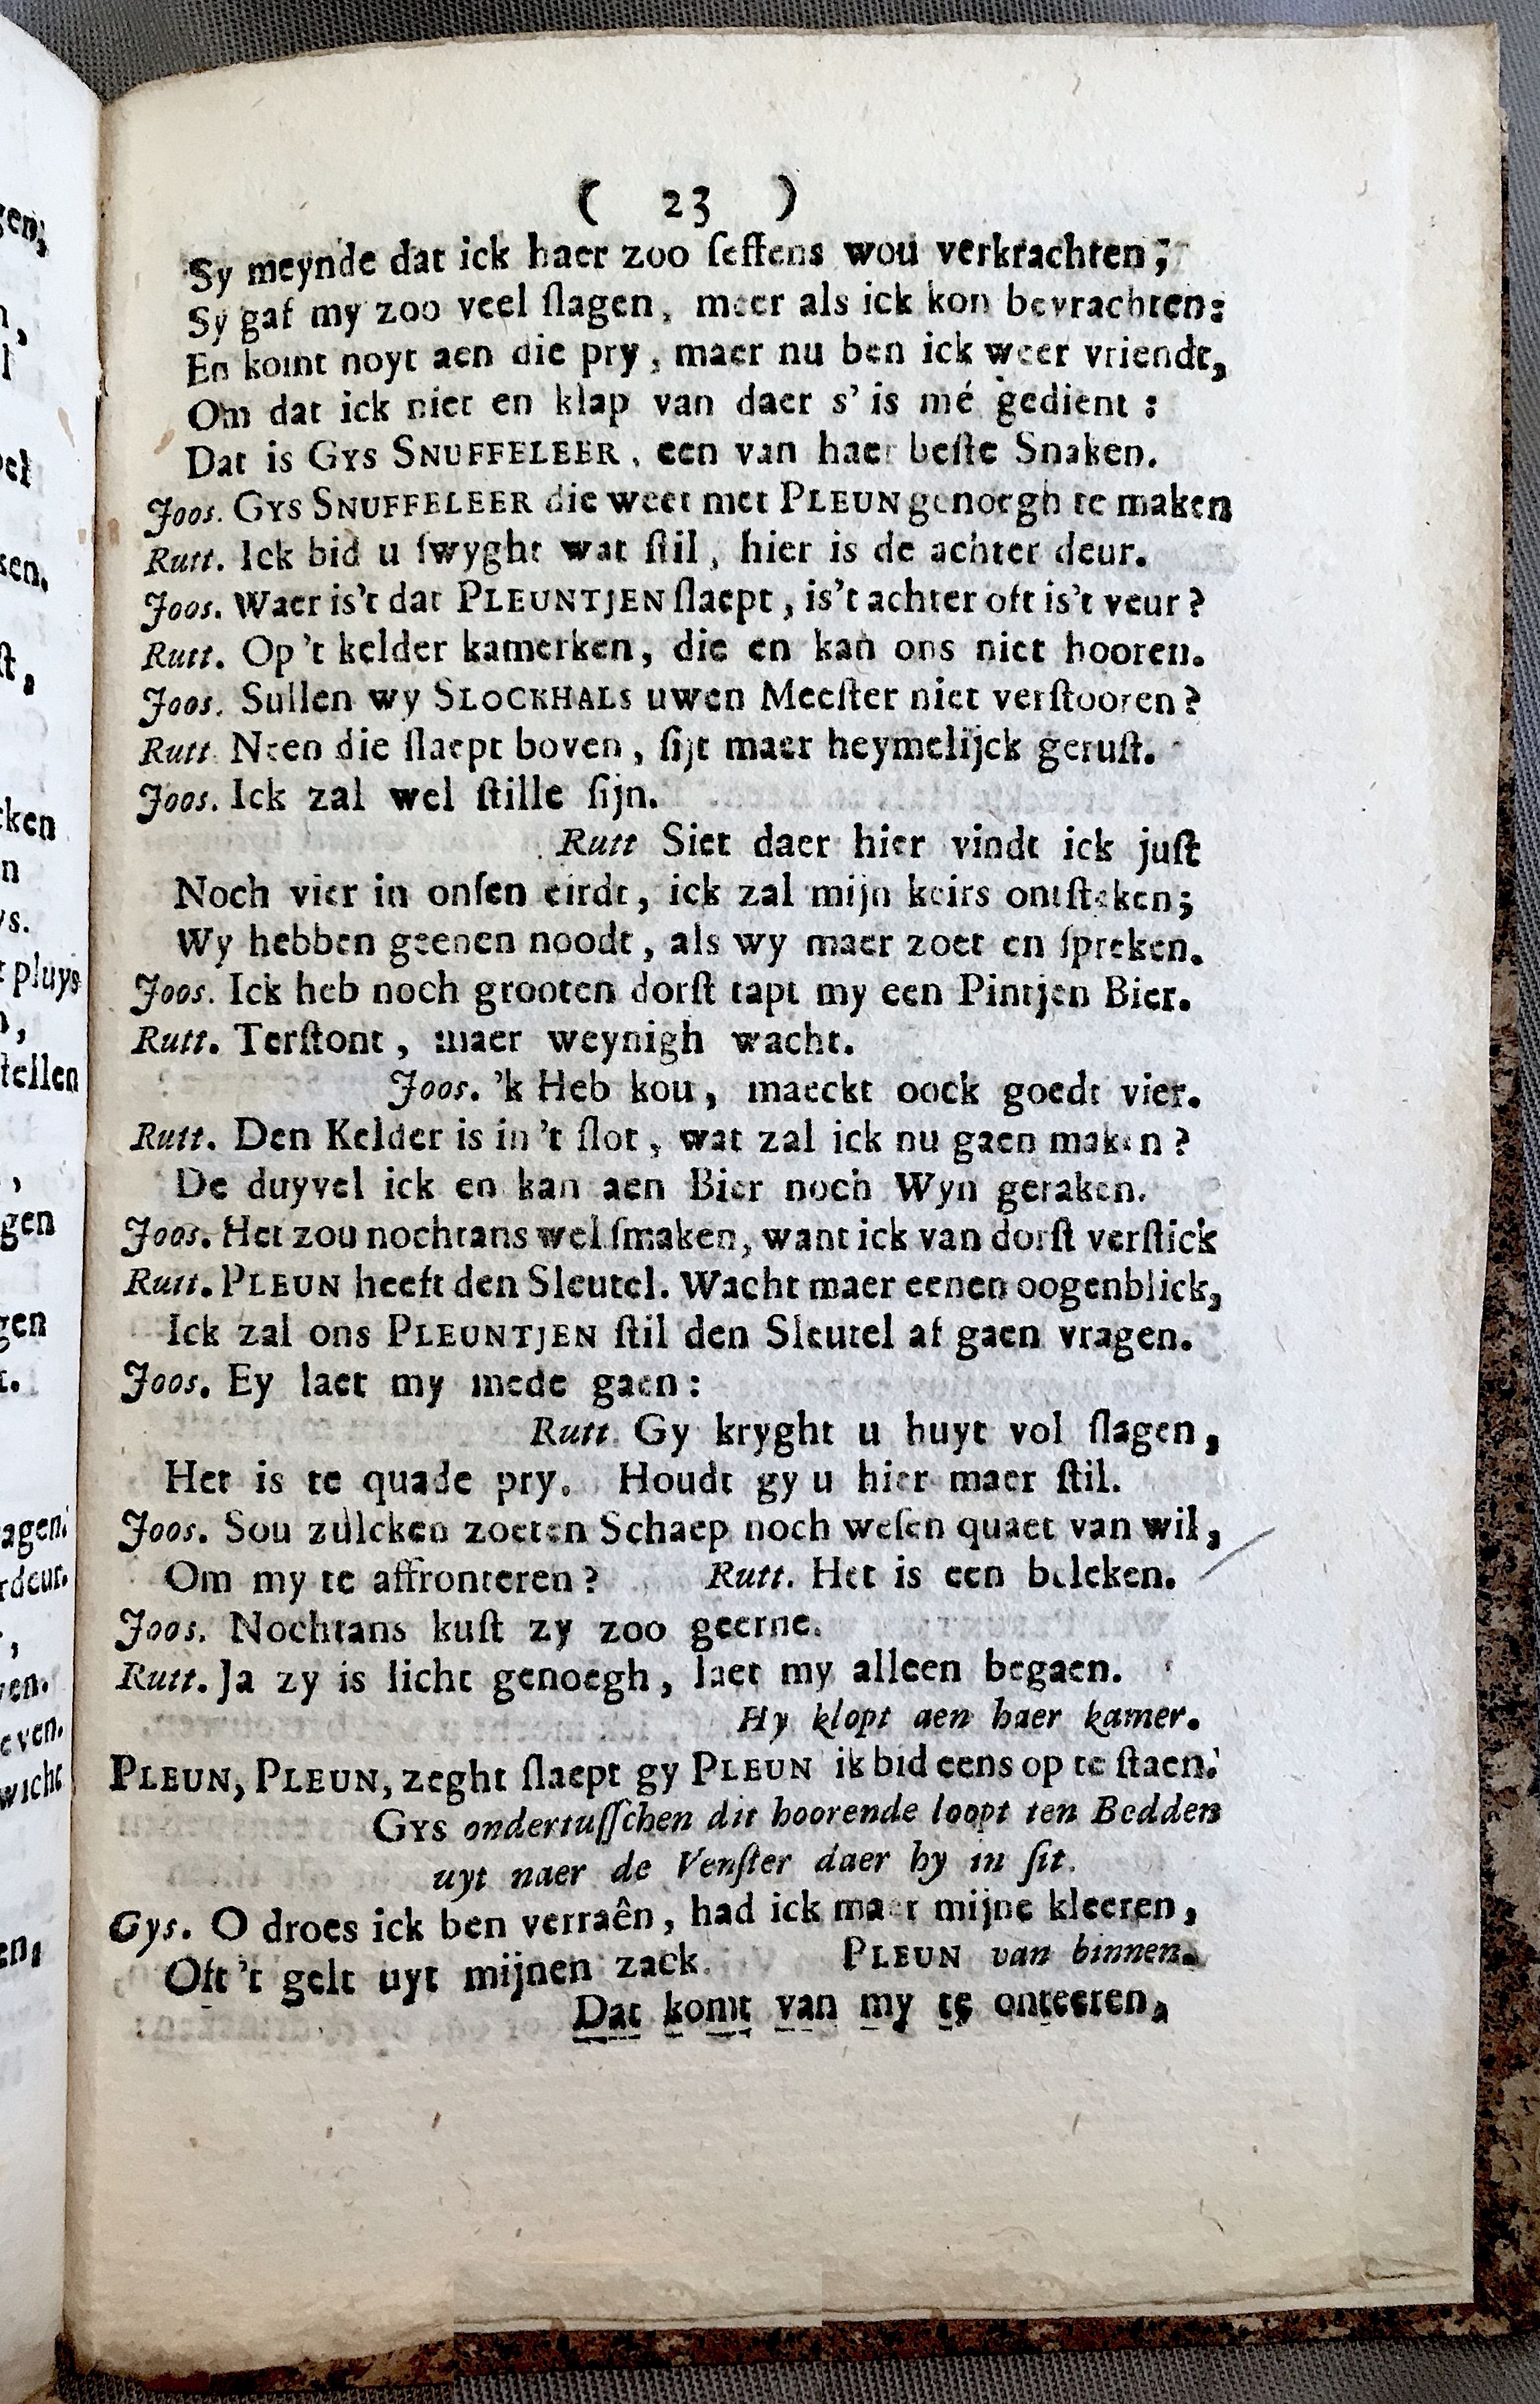 ( 23 )
Sy meynde dat ick haer zoo ſeffens wou verkrachten;
Sy gaf my zoo veel ſlagen, meer als ick kon bevrachten:
En komt noyt aen die pry, maer nu ben ick weer vriendt,
Om dat ick niet en klap van daer s'is mé gedient:
Dat is GYS SNUFFELEER, een van haer beſte Snaken.
Joos. GYS SNUFFELEER die weet met PLEUN genoegh te maken
Rutt. Ick bid u ſwyght wat ſtil, hier is de achter deur.
Joos. Waer is't dat PLEUNTJEN ſlaept, is't achter oft is't veur?
Rutt. Op 't kelder kamerken, die en kan ons niet hooren.
Joos. Sullen wy SLOCKHALS uwen Meeſter niet verſtooren?
Rutt. Neen die ſlaept boven, ſijt maer heymelijck geruſt.
Joos. Ick zal wel ſtille ſijn.
Rutt Siet daer hier vindt ick juſt
Noch vier in onſen eirdt, ick zal mijn keirs ontſteken;
Wy hebben geenen noodt, als wy maer zoet en ſpreken.
Joos. Ick heb noch grooten dorſt tapt my een Pintjen Bier.
Rutt. Terſtont, maer weynigh wacht.
Joos. 'k Heb kou, maeckt oock goedt vier.
Rutt. Den Kelder is in 't ſlot, wat zal ick nu gaen maken?
De duyvel ick en kan aen Bier noch Wyn geraken.
Joos. Het zou nochtans wel ſmaken, want ick van dorſt verſtick
Rutt. PLEUN heeft den Sleutel. Wacht maer eenen oogenblick,
Ick zal ons PLEUNTJEN ſtil den Sleutel af gaen vragen.
Joos. Ey laet my mede gaen:
Rutt. Gy kryght u huyt vol ſlagen,
Het is te quade pry. Houdt gy u hier maer ſtil.
Joos. Sou zulcken zoeten Schaep noch weſen quaet van wil,
Om my te affronteren? Rutt. Het is een beleken.
Joos. Nochtans kuſt zy zoo geerne.
Rutt. Ja zy is licht genoegh, laet my alleen begaen.
Hy klopt aen haer kamer.
PLEUN, PLEUN, zeght ſlaept gy PLEUN ik bid eens op te ſtaen.
GYS ondertuſſchen dit hoorende loopt ten Bedden
uyt naer de Venſter daer hy in ſit.
Gys. O droes ick ben verraên, had ick maer mijne kleeren,
Oft 't gelt uyt mijnen zack. PLEUN van binnen.
Dat komt van my te onteeren,